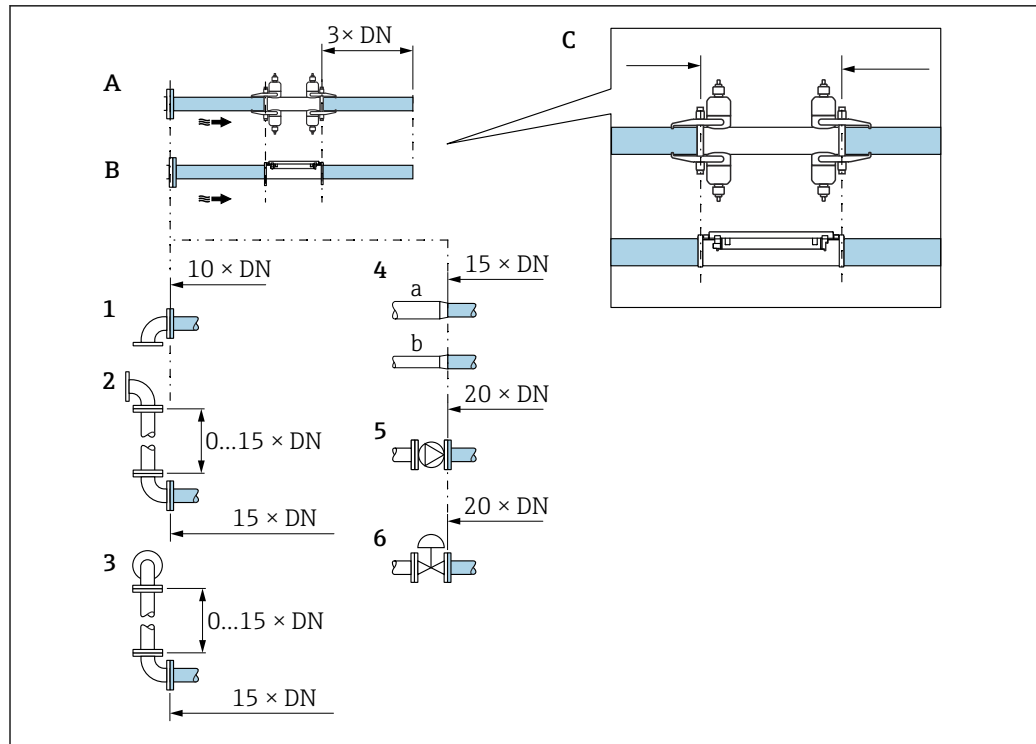 3× DN
C
A
B
10 × DN
4
15 × DN
1
a
b
2
20 × DN
0...15 × DN
5
20 × DN
15 × DN
6
3
0...15 × DN
15 × DN